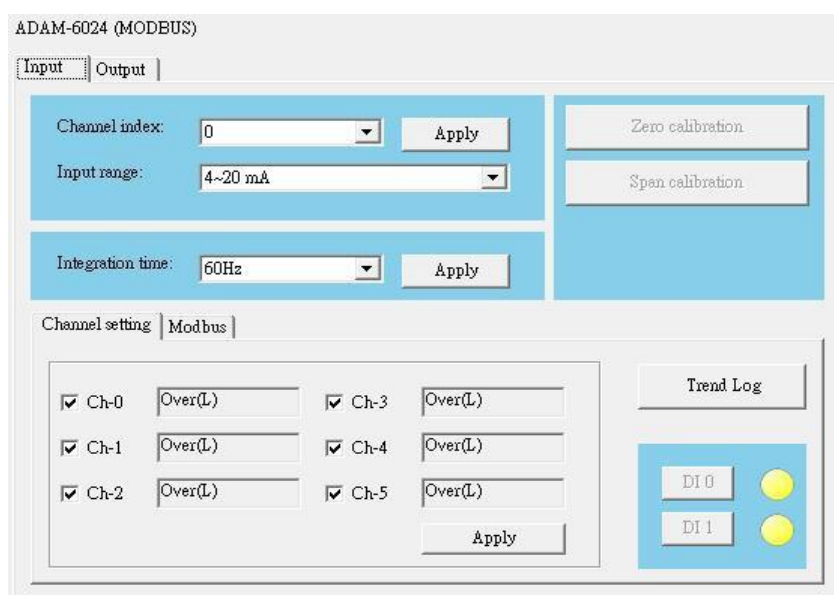 ADAM-6024 (MODBUS)
Input Output
Channel index: 0 Apply
Input range: 4~20 mA
Zero calibration
Span calibration
Integration time: 60Hz Apply
Channel setting Modbus
Ch-0 Over(L) Ch-3 Over(L)
Ch-1 Over(L) Ch-4 Over(L)
Ch-2 Over(L) Ch-5 Over(L)
Apply
Trend Log
DI 0
DI 1